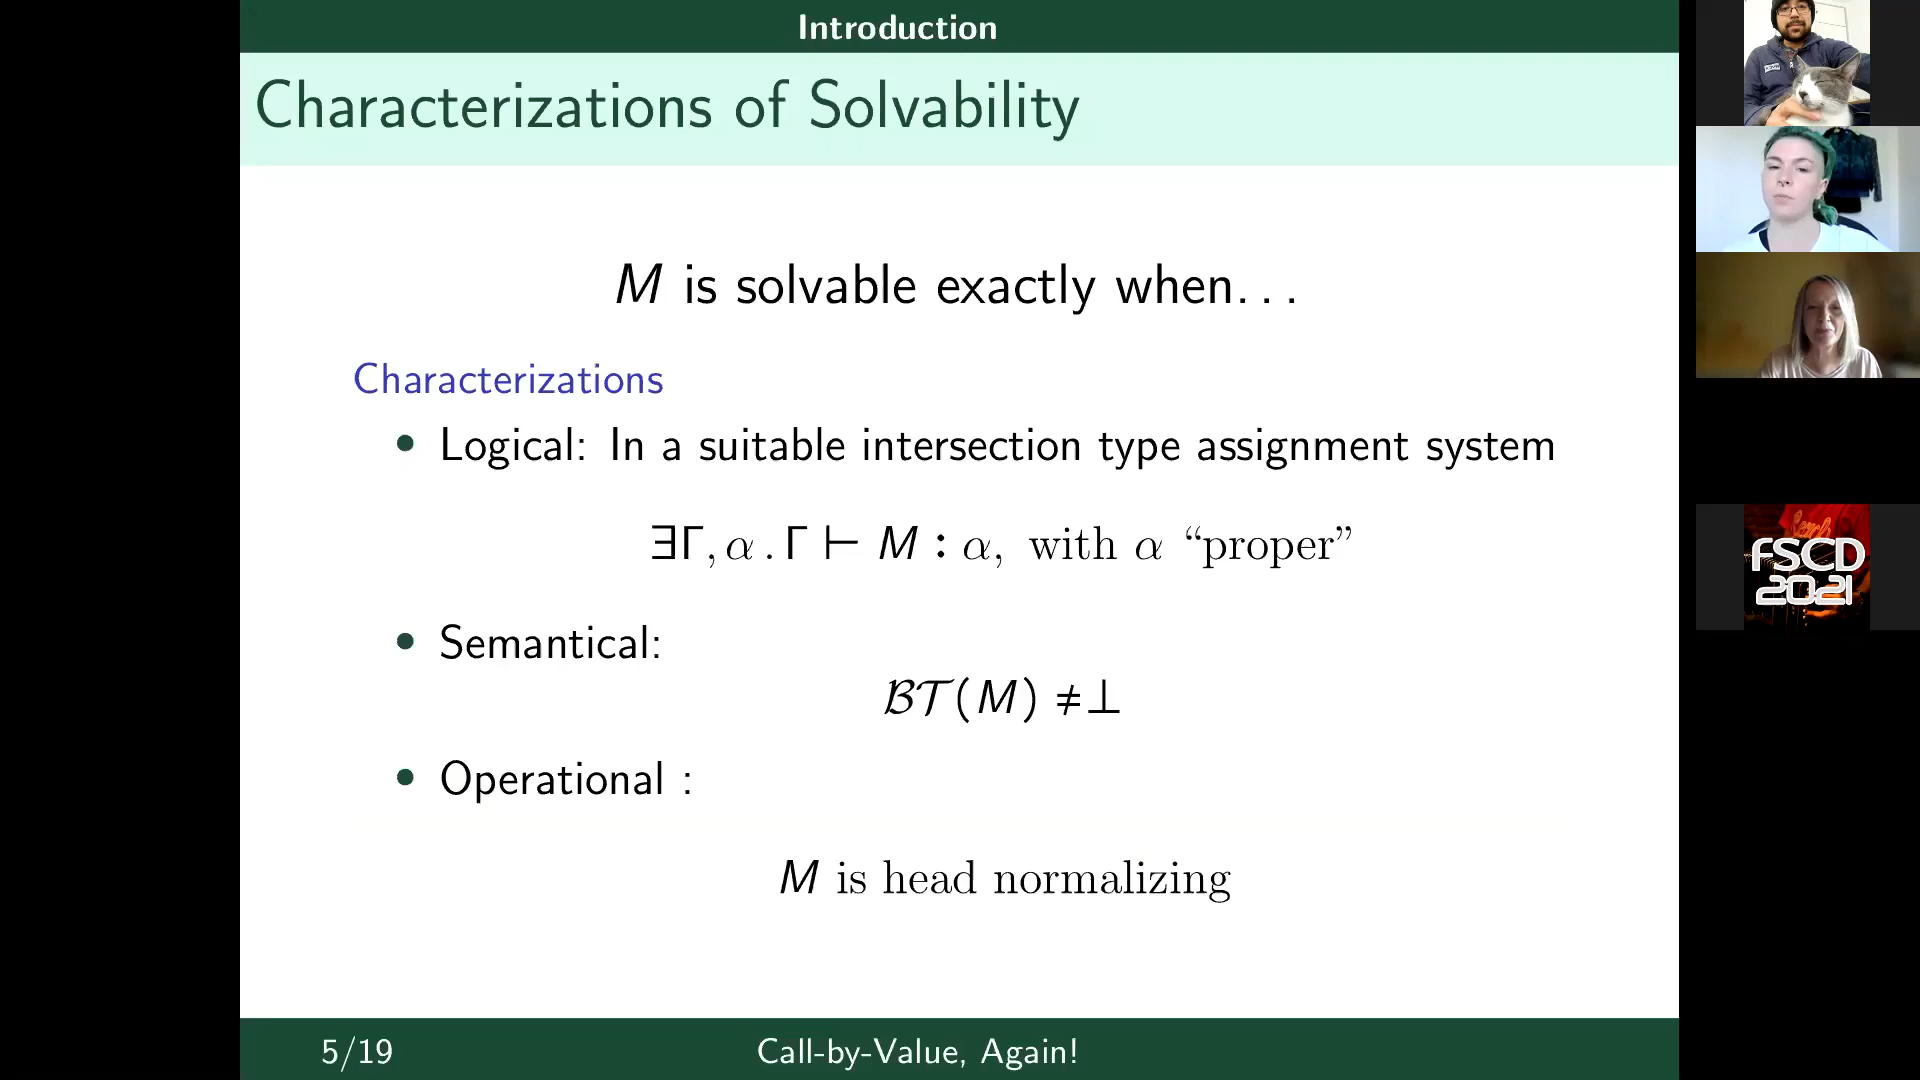 Introduction
Characterizations of Solvability
M is solvable exactly when. . .
Characterizations
• Logical: In a suitable intersection type assignment system
∃Γ, α . Γ ⊢ M : α, with α “proper”
• Semantical:
ℬ𝒯(M) ≠⊥
• Operational :
M is head normalizing
5/19
Call-by-Value, Again!
FSCD
2021